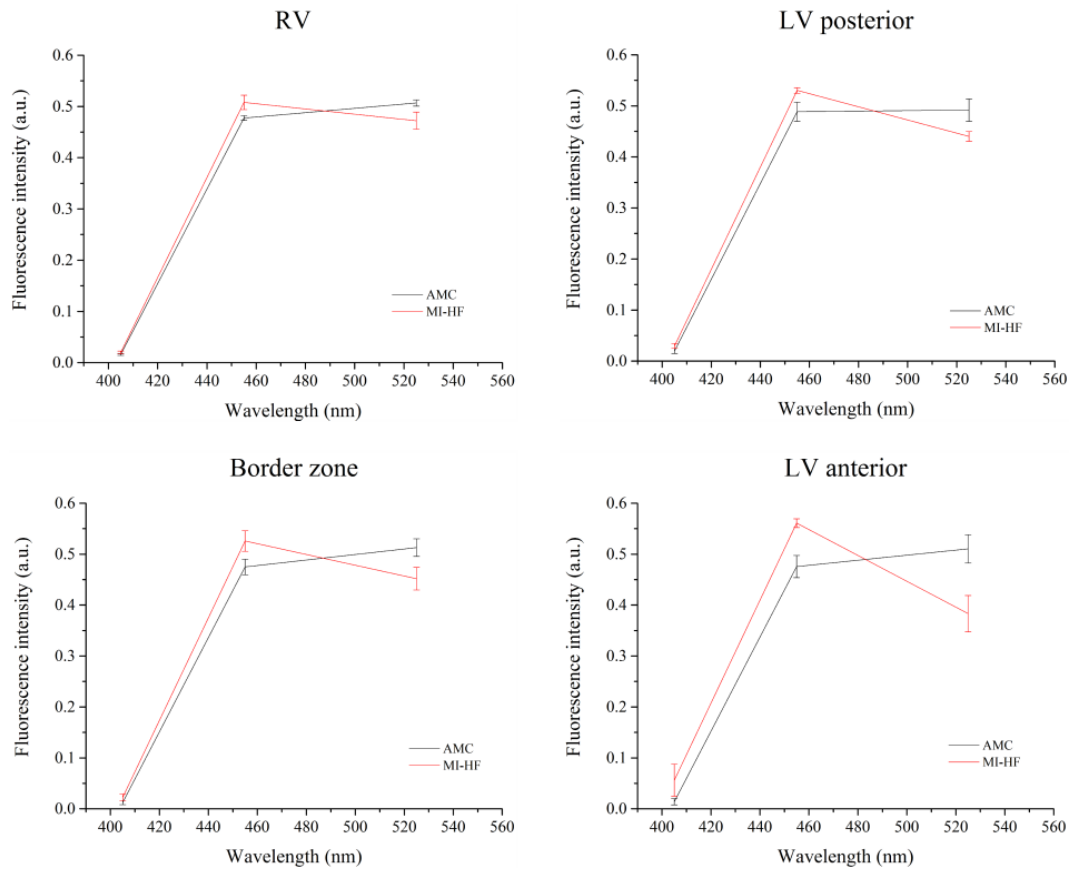 RV
Fluorescence intensity (a.u.)
0.6
0.5
0.4
0.3
0.2
0.1
0.0
AMC
MI-HF
400 420 440 460 480 500 520 540 560
Wavelength (nm)
LV posterior
Fluorescence intensity (a.u.)
0.6
0.5
0.4
0.3
0.2
0.1
0.0
AMC
MI-HF
400 420 440 460 480 500 520 540 560
Wavelength (nm)
Border zone
Fluorescence intensity (a.u.)
0.6
0.5
0.4
0.3
0.2
0.1
0.0
AMC
MI-HF
400 420 440 460 480 500 520 540 560
Wavelength (nm)
LV anterior
Fluorescence intensity (a.u.)
0.6
0.5
0.4
0.3
0.2
0.1
0.0
AMC
MI-HF
400 420 440 460 480 500 520 540 560
Wavelength (nm)